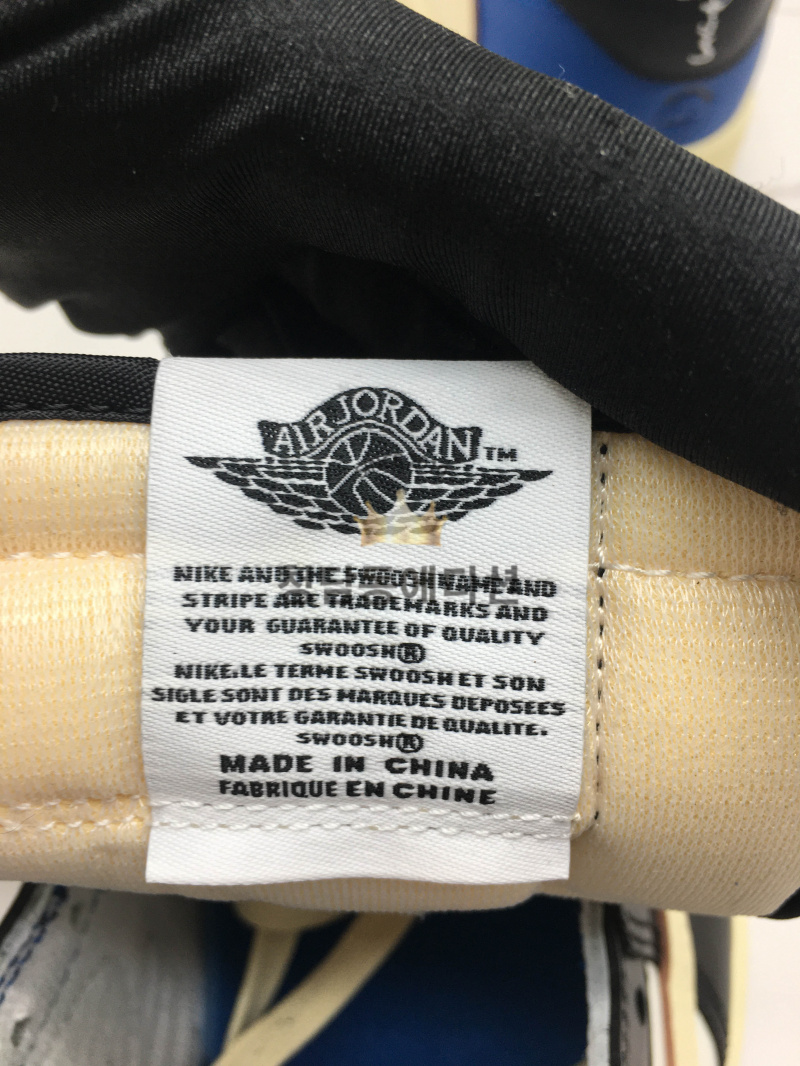 AIR JORDAN TM
NIKE AND THE SWOOSH NAME AND
STRIPE ARE TRADEMARKS AND
YOUR GUARANTEE OF QUALITY
SWOOSH®
NIKE.LE TERME SWOOSH ET SON
SIGLE SONT DES MARQUES DEPOSEES
ET VOTRE GARANTIE DE QUALITE.
SWOOSH®
MADE IN CHINA
FABRIQUE EN CHINE